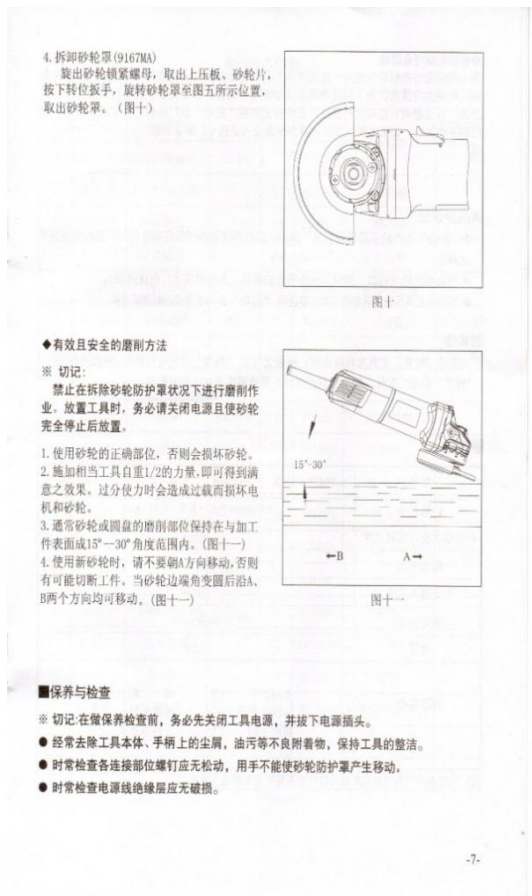 4.拆卸砂轮罩(9167MA)
旋出砂轮锁紧螺母，取出上压板、砂轮片，
按下转位扳手，旋转砂轮罩至图五所示位置，
取出砂轮罩。（图十）
图十
◆有效且安全的磨削方法
※ 切记：
禁止在拆除砂轮防护罩状况下进行磨削作
业。放置工具时，务必请关闭电源且使砂轮
完全停止后放置。
1.使用砂轮的正确部位，否则会损坏砂轮。
2.施加相当工具自重1/2的力量,即可得到满
意之效果。过分使力时会造成过载而损坏电
机和砂轮。
3.通常砂轮或圆盘的磨削部位保持在与加工
件表面成15°--30°角度范围内。(图十一)
4.使用新砂轮时，请不要朝A方向移动,否则
有可能切断工件。当砂轮边端角变圆后沿A、
B两个方向均可移动。(图十一)
15°-30°
←B A→
图十一
■保养与检查
※ 切记:在做保养检查前，务必先关闭工具电源，并拔下电源插头。
● 经常去除工具本体、手柄上的尘屑，油污等不良附着物，保持工具的整洁。
● 时常检查各连接部位螺钉应无松动，用手不能使砂轮防护罩产生移动。
● 时常检查电源线绝缘层应无破损。
-7-